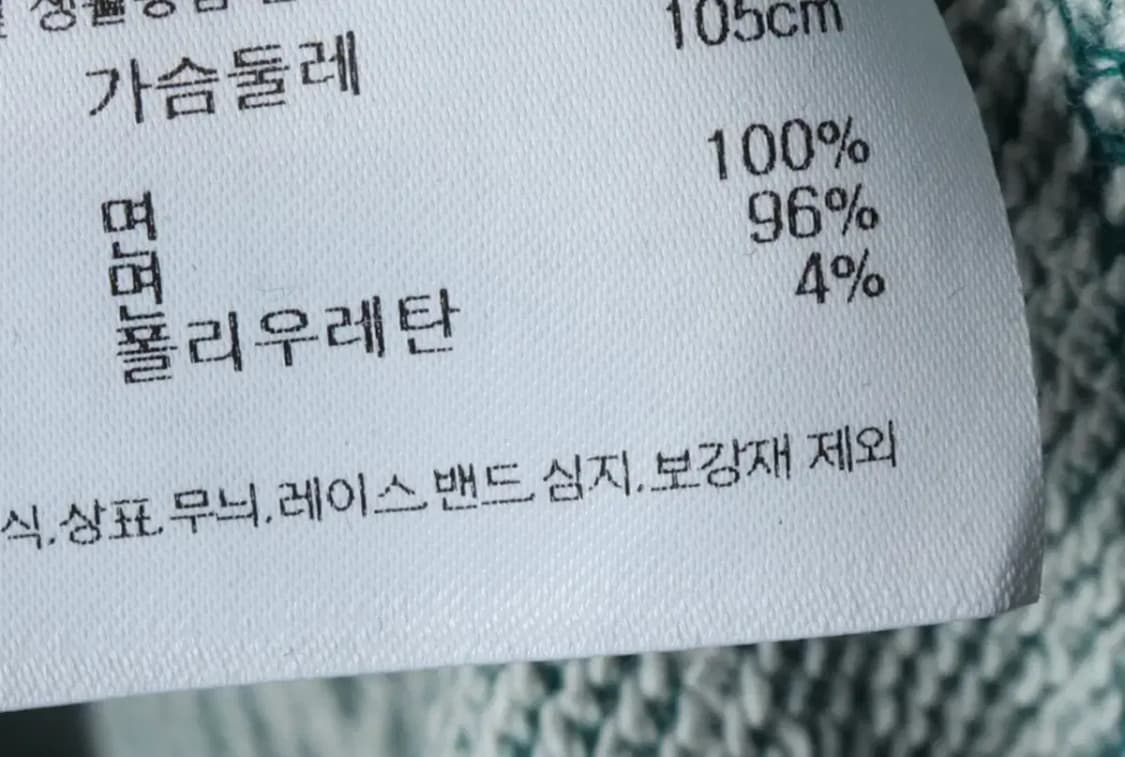 105cm
가슴둘레
100%
면 96%
면 4%
폴리우레탄
식.상표.무늬.레이스.밴드.심지.보강재 제외